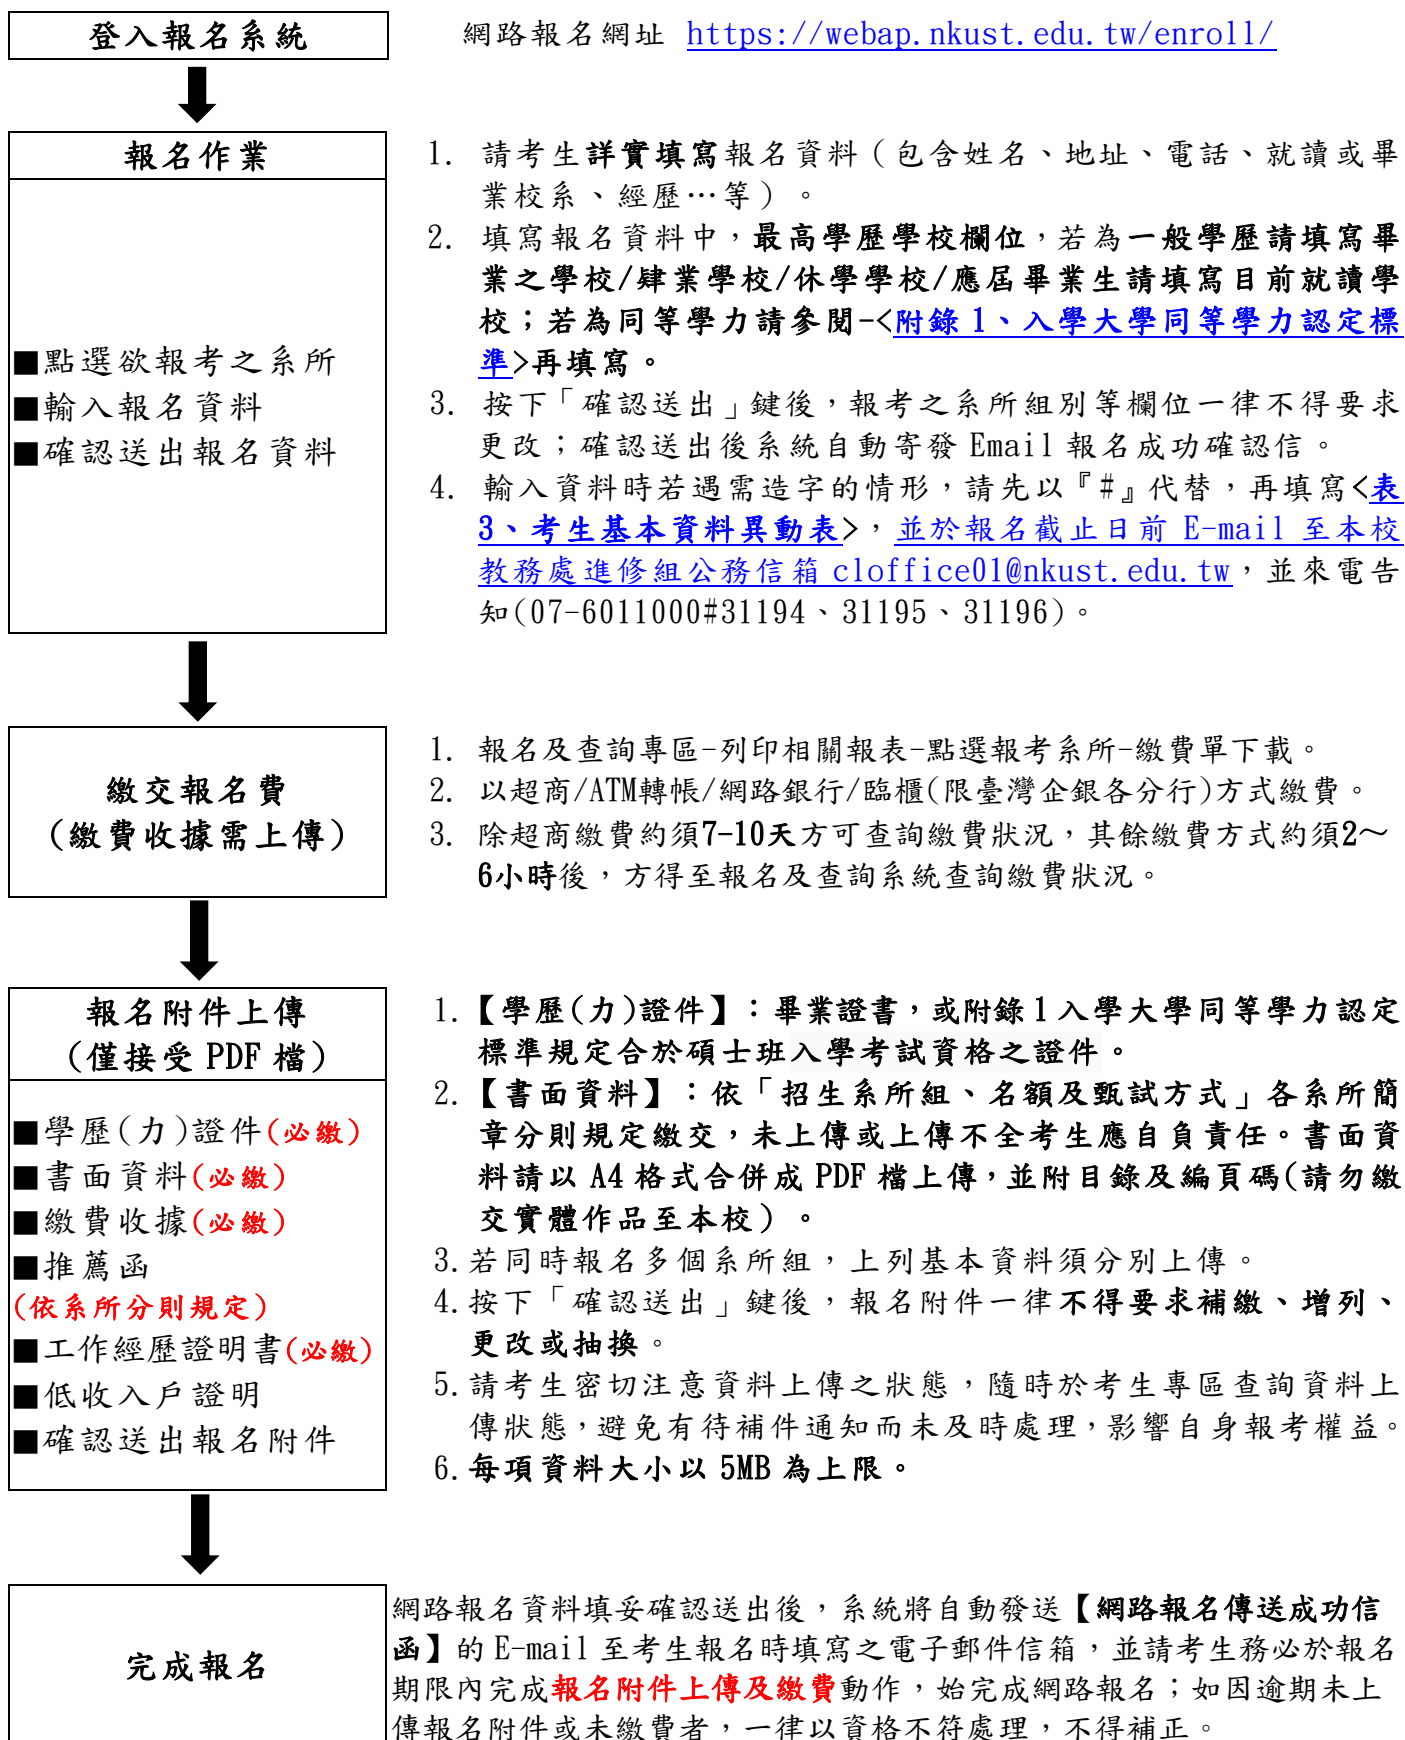 登入報名系統
網路報名網址 https://webap.nkust.edu.tw/enroll/
報名作業
■點選欲報考之系所
■輸入報名資料
■確認送出報名資料
1. 請考生詳實填寫報名資料（包含姓名、地址、電話、就讀或畢
業校系、經歷…等）。
2. 填寫報名資料中，最高學歷學校欄位，若為一般學歷請填寫畢
業之學校/肄業學校/休學學校/應屆畢業生請填寫目前就讀學
校；若為同等學力請參閱-<附錄 1、入學大學同等學力認定標
準>再填寫。
3. 按下「確認送出」鍵後，報考之系所組別等欄位一律不得要求
更改；確認送出後系統自動寄發 Email 報名成功確認信。
4. 輸入資料時若遇需造字的情形，請先以『#』代替，再填寫<表
3、考生基本資料異動表>，並於報名截止日前 E-mail 至本校
教務處進修組公務信箱 cloffice01@nkust.edu.tw，並來電告
知(07-6011000#31194、31195、31196)。
繳交報名費
(繳費收據需上傳)
1. 報名及查詢專區-列印相關報表-點選報考系所-繳費單下載。
2. 以超商/ATM轉帳/網路銀行/臨櫃(限臺灣企銀各分行)方式繳費。
3. 除超商繳費約須7-10天方可查詢繳費狀況，其餘繳費方式約須2～
6小時後，方得至報名及查詢系統查詢繳費狀況。
報名附件上傳
(僅接受 PDF 檔)
■學歷(力)證件(必繳)
■書面資料(必繳)
■繳費收據(必繳)
■推薦函
(依系所分則規定)
■工作經歷證明書(必繳)
■低收入戶證明
■確認送出報名附件
1.【學歷(力)證件】：畢業證書，或附錄 1 入學大學同等學力認定
標準規定合於碩士班入學考試資格之證件。
2.【書面資料】：依「招生系所組、名額及甄試方式」各系所簡
章分則規定繳交，未上傳或上傳不全考生應自負責任。書面資
料請以 A4 格式合併成 PDF 檔上傳，並附目錄及編頁碼(請勿繳
交實體作品至本校）。
3.若同時報名多個系所組，上列基本資料須分別上傳。
4.按下「確認送出」鍵後，報名附件一律不得要求補繳、增列、
更改或抽換。
5.請考生密切注意資料上傳之狀態，隨時於考生專區查詢資料上
傳狀態，避免有待補件通知而未及時處理，影響自身報考權益。
6.每項資料大小以 5MB 為上限。
完成報名
網路報名資料填妥確認送出後，系統將自動發送【網路報名傳送成功信
函】的 E-mail 至考生報名時填寫之電子郵件信箱，並請考生務必於報名
期限內完成報名附件上傳及繳費動作，始完成網路報名；如因逾期未上
傳報名附件或未繳費者，一律以資格不符處理，不得補正。